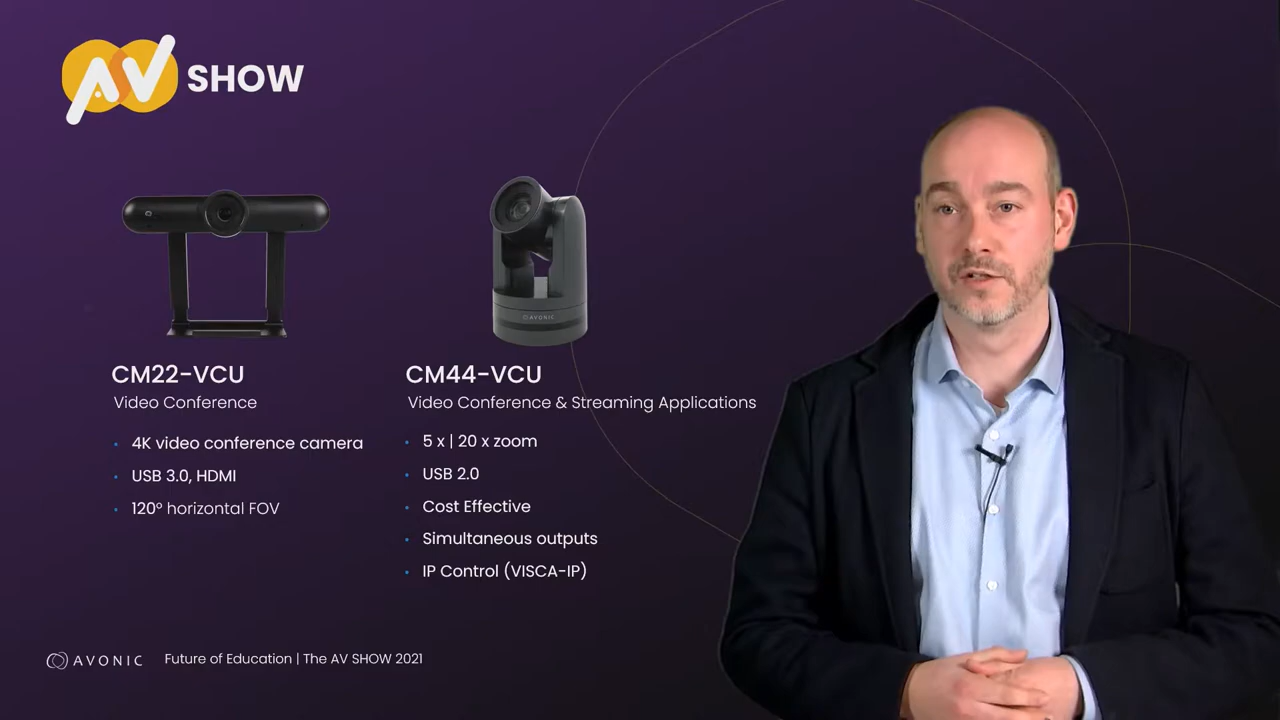 AV SHOW
AVONIC
CM22-VCU
Video Conference
• 4K video conference camera
• USB 3.0, HDMI
• 120° horizontal FOV
CM44-VCU
Video Conference & Streaming Applications
• 5 x | 20 x zoom
• USB 2.0
• Cost Effective
• Simultaneous outputs
• IP Control (VISCA-IP)
AVONIC Future of Education | The AV SHOW 2021